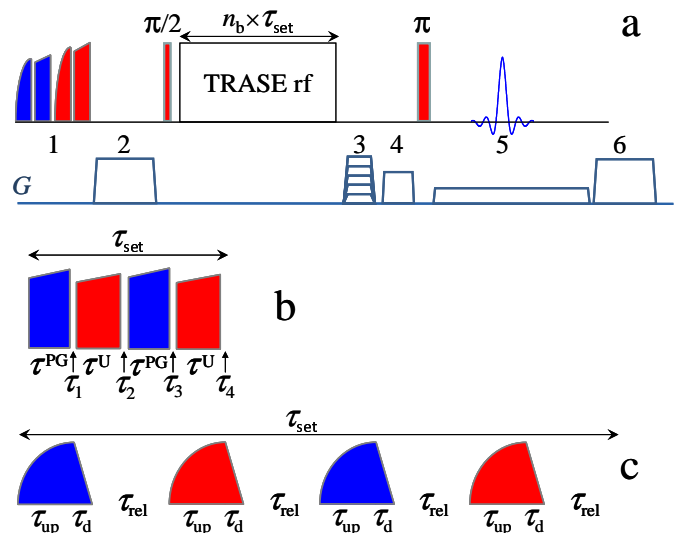 n_b×τ_set
π/2
π
a
TRASE rf
1 2 3 4 5 6
G
τ_set
b
τ^PG τ^U τ^PG τ^U
τ_1 τ_2 τ_3 τ_4
τ_set
c
τ_up τ_d τ_rel τ_up τ_d τ_rel τ_up τ_d τ_rel τ_up τ_d τ_rel